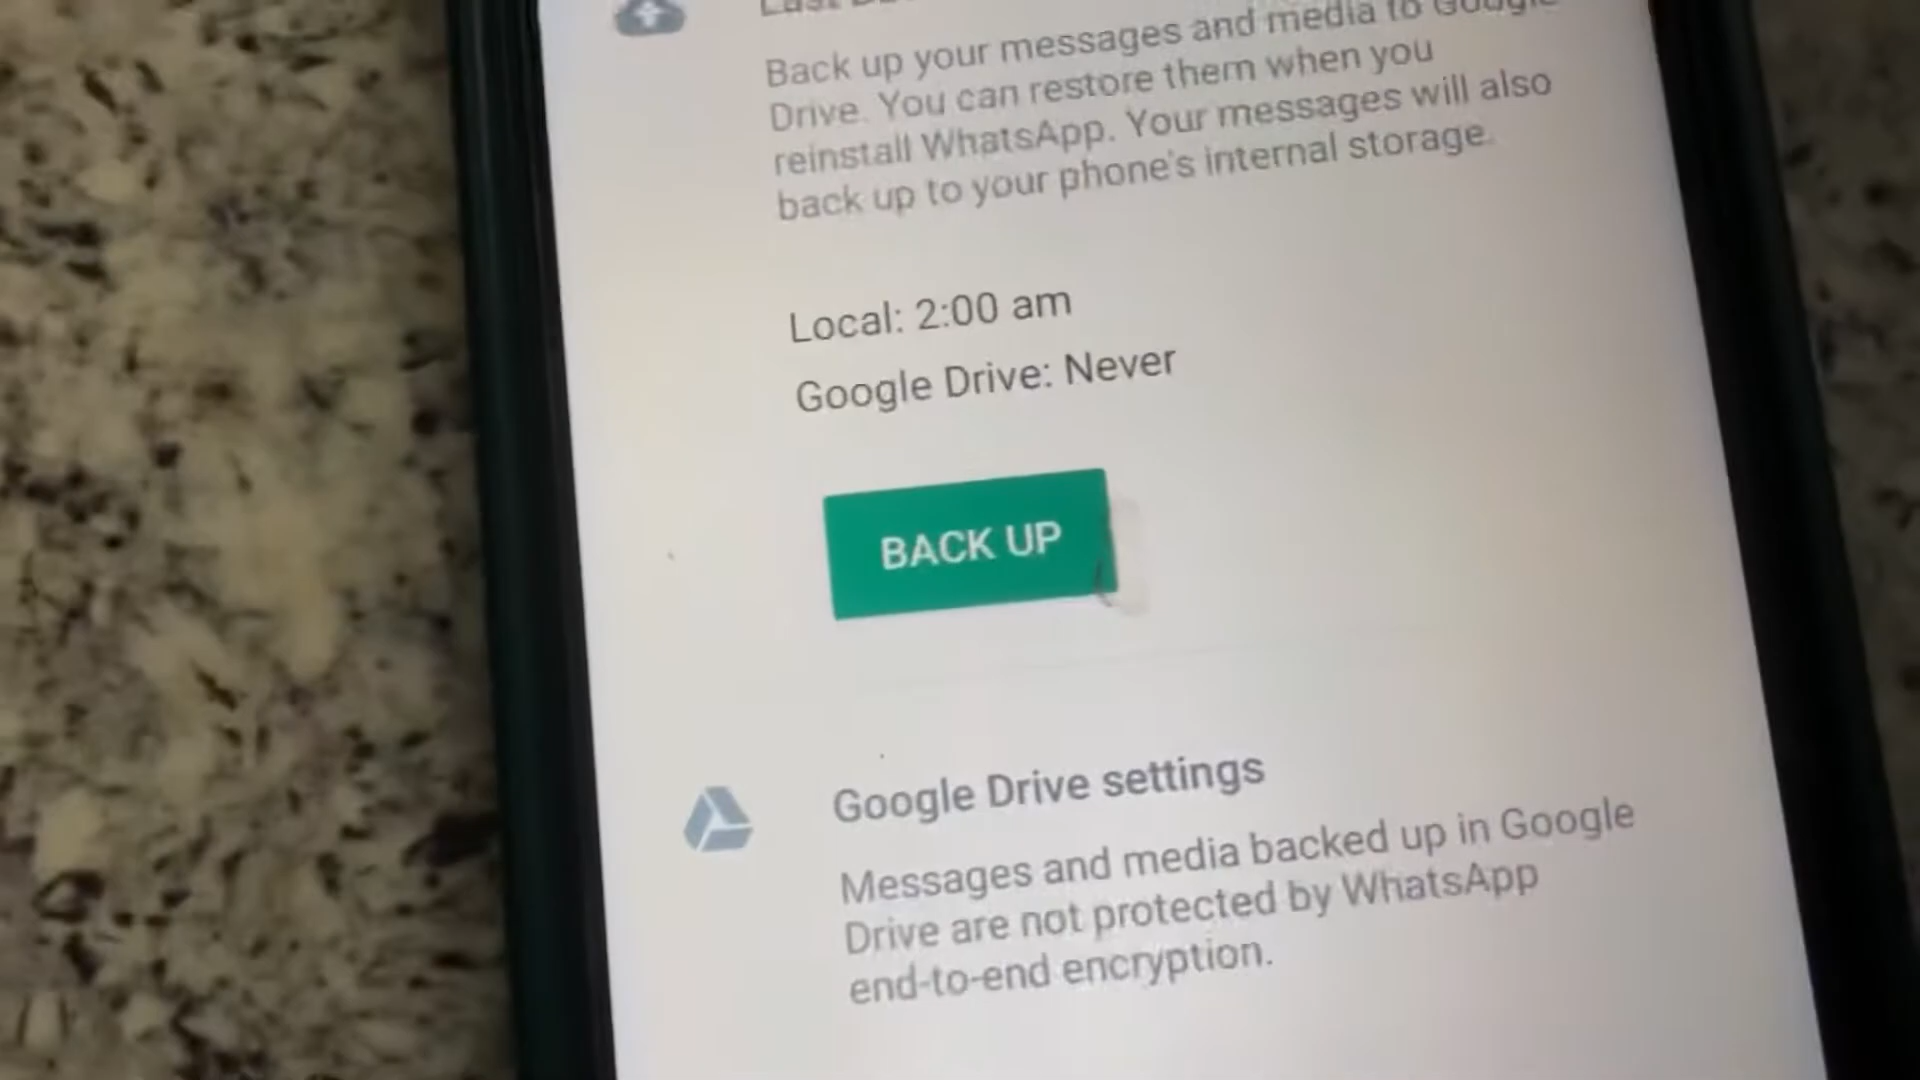 Back up your messages and media to Google
Drive. You can restore them when you
reinstall WhatsApp. Your messages will also
back up to your phone's internal storage.
Local: 2:00 am
Google Drive: Never
BACK UP
Google Drive settings
Messages and media backed up in Google
Drive are not protected by WhatsApp
end-to-end encryption.